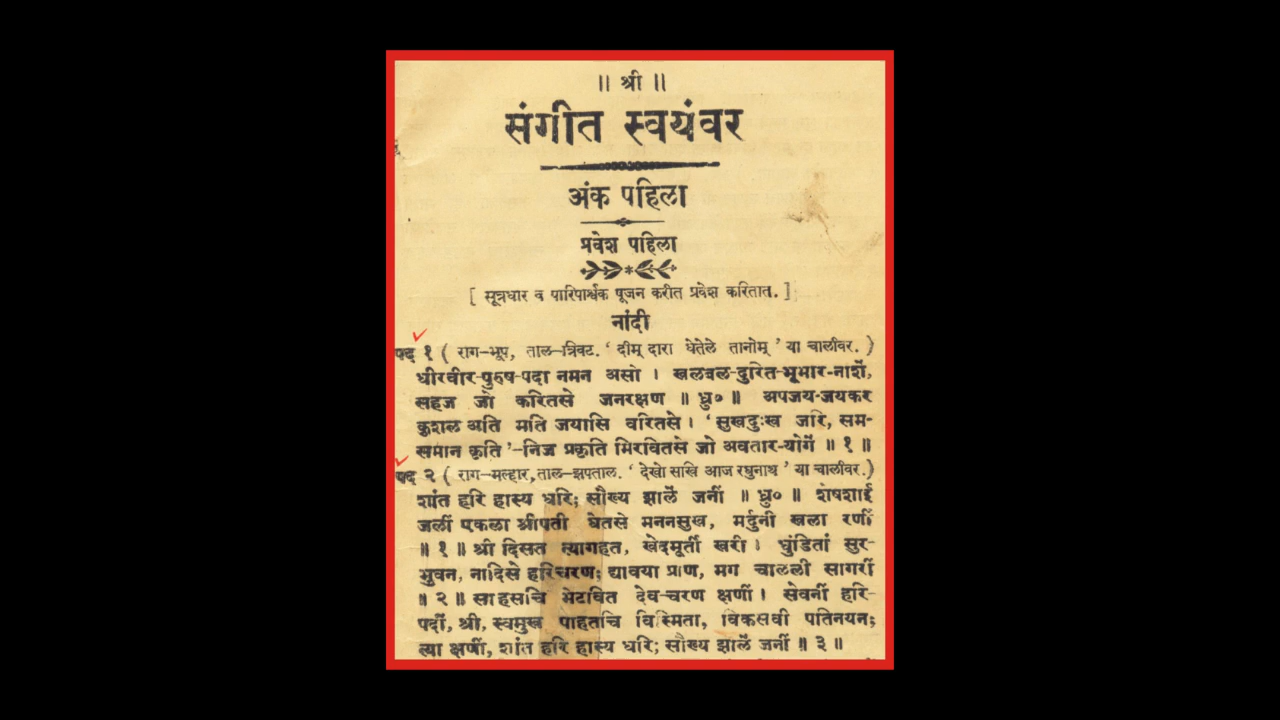 ॥ श्री ॥
संगीत स्वयंवर
अंक पहिला
प्रवेश पहिला
[ सूत्रधार व पारिपार्श्वक पूजन करीत प्रवेश करितात. ]
नांदी
पद १ ( राग–भूप, ताल–त्रिवट. ‘ दीम् दारा घेतेले तानोम् ’ या चालीवर. )
धीरवीर-पुरुष-पदा नमन असो । खलबल-दुरित-भूभार-नाशें,
सहज जो करितसे जनरक्षण ॥ ध्रु० ॥ अपजय-जयकर
कुशल अति मति जयासि वरितसे । ‘ सुखदुःख जरि, सम-
समान कृति ’–निज प्रकृति मिरवितसे जो अवतार-योगें ॥ १ ॥
पद २ ( राग–मल्हार, ताल–झपताल. ‘ देखो सखि आज रघुनाथ ’ या चालीवर. )
शांत हरि हास्य धरि; सौख्य झालें जनीं ॥ ध्रु० ॥ शेषशाई
जलीं एकला श्रीपती घेतसे मननसुख, मर्दुनी खला रणीं
॥ १ ॥ श्री दिसत त्यागहत, खेदमूर्ती खरी । धुंडितां सुर-
भुवन, नादिसे हरिचरण; द्यावया प्राण, मग चालली सागरीं
॥ २ ॥ साहसचि भेटवित देव-चरण क्षणीं । सेवनीं हरि-
पदीं, श्री, स्वमुख पाहतचि विस्मिता, विकसवी पतिनयन;
त्या क्षणीं, शांत हरि हास्य धरि; सौख्य झालें जनीं ॥ ३ ॥